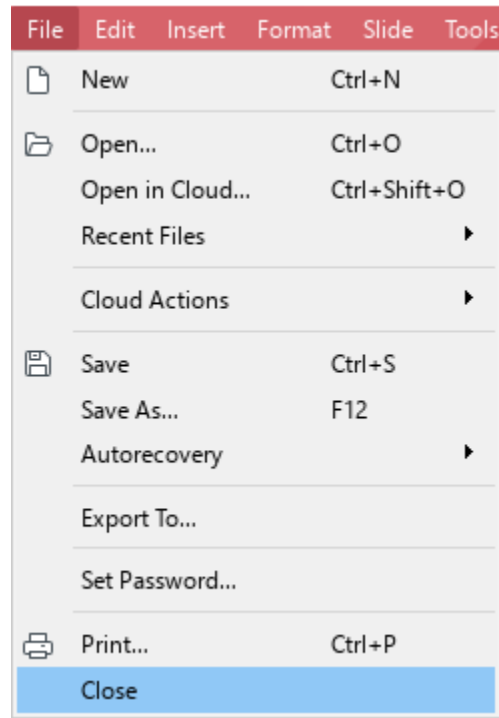 File Edit Insert Format Slide Tools
New Ctrl+N
Open... Ctrl+O
Open in Cloud... Ctrl+Shift+O
Recent Files
Cloud Actions
Save Ctrl+S
Save As... F12
Autorecovery
Export To...
Set Password...
Print... Ctrl+P
Close